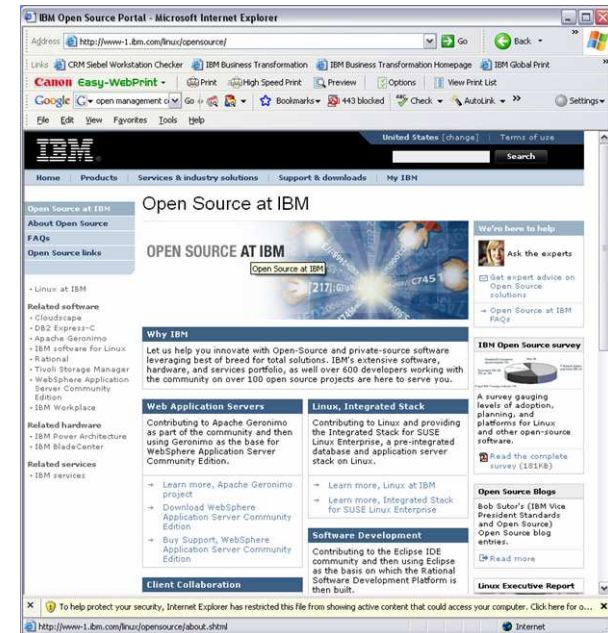 IBM Open Source Portal - Microsoft Internet Explorer
Address http://www-1.ibm.com/linux/opensource/ Go Back
Links CRM Siebel Workstation Checker IBM Business Transformation IBM Business Transformation Homepage IBM Global Print
Canon Easy-WebPrint Print High Speed Print Preview Options View Print List
Google open management Go Bookmarks 443 blocked Check AutoLink Settings
File Edit View Favorites Tools Help
United States [change] Terms of use
IBM
Search
Home Products Services & industry solutions Support & downloads My IBM
Open Source at IBM
About Open Source
FAQs
Open Source links
Linux at IBM
Related software
Cloudscape
DB2 Express-C
Apache Geronimo
IBM software for Linux
Rational
Tivoli Storage Manager
WebSphere Application
Server Community
Edition
IBM Workplace
Related hardware
IBM Power Architecture
IBM BladeCenter
Related services
IBM services
Open Source at IBM
OPEN SOURCE AT IBM
Open Source at IBM
[217]
C745
Why IBM
Let us help you innovate with Open-Source and private-source software
leveraging best of breed for total solutions. IBM's extensive software,
hardware, and services portfolio, as well over 600 developers working with
the community on over 100 open source projects are here to serve you.
Web Application Servers
Contributing to Apache Geronimo
as part of the community and then
using Geronimo as the base for
WebSphere Application Server
Community Edition.
→ Learn more, Apache Geronimo
project
→ Download WebSphere
Application Server Community
Edition
→ Buy Support, WebSphere
Application Server Community
Edition
Client Collaboration
Linux, Integrated Stack
Contributing to Linux and providing
the Integrated Stack for SUSE
Linux Enterprise, a pre-integrated
database and application server
stack on Linux.
→ Learn more, Linux at IBM
→ Learn more, Integrated Stack
for SUSE Linux Enterprise
Software Development
Contributing to the Eclipse IDE
community and then using Eclipse
as the basis on which the Rational
Software Development Platform is
then built.
We're here to help
Ask the experts
Get expert advice on
Open Source
solutions
→ Open Source at IBM
FAQs
IBM Open Source survey
A survey gauging
levels of adoption,
planning, and
platforms for Linux
and other open-source
software.
Read the complete
survey (181KB)
Open Source Blogs
Bob Sutor's (IBM Vice
President Standards
and Open Source)
Open Source blog
entries.
Read more
Linux Executive Report
To help protect your security, Internet Explorer has restricted this file from showing active content that could access your computer. Click here for o...
http://www-1.ibm.com/linux/opensource/about.shtml Internet